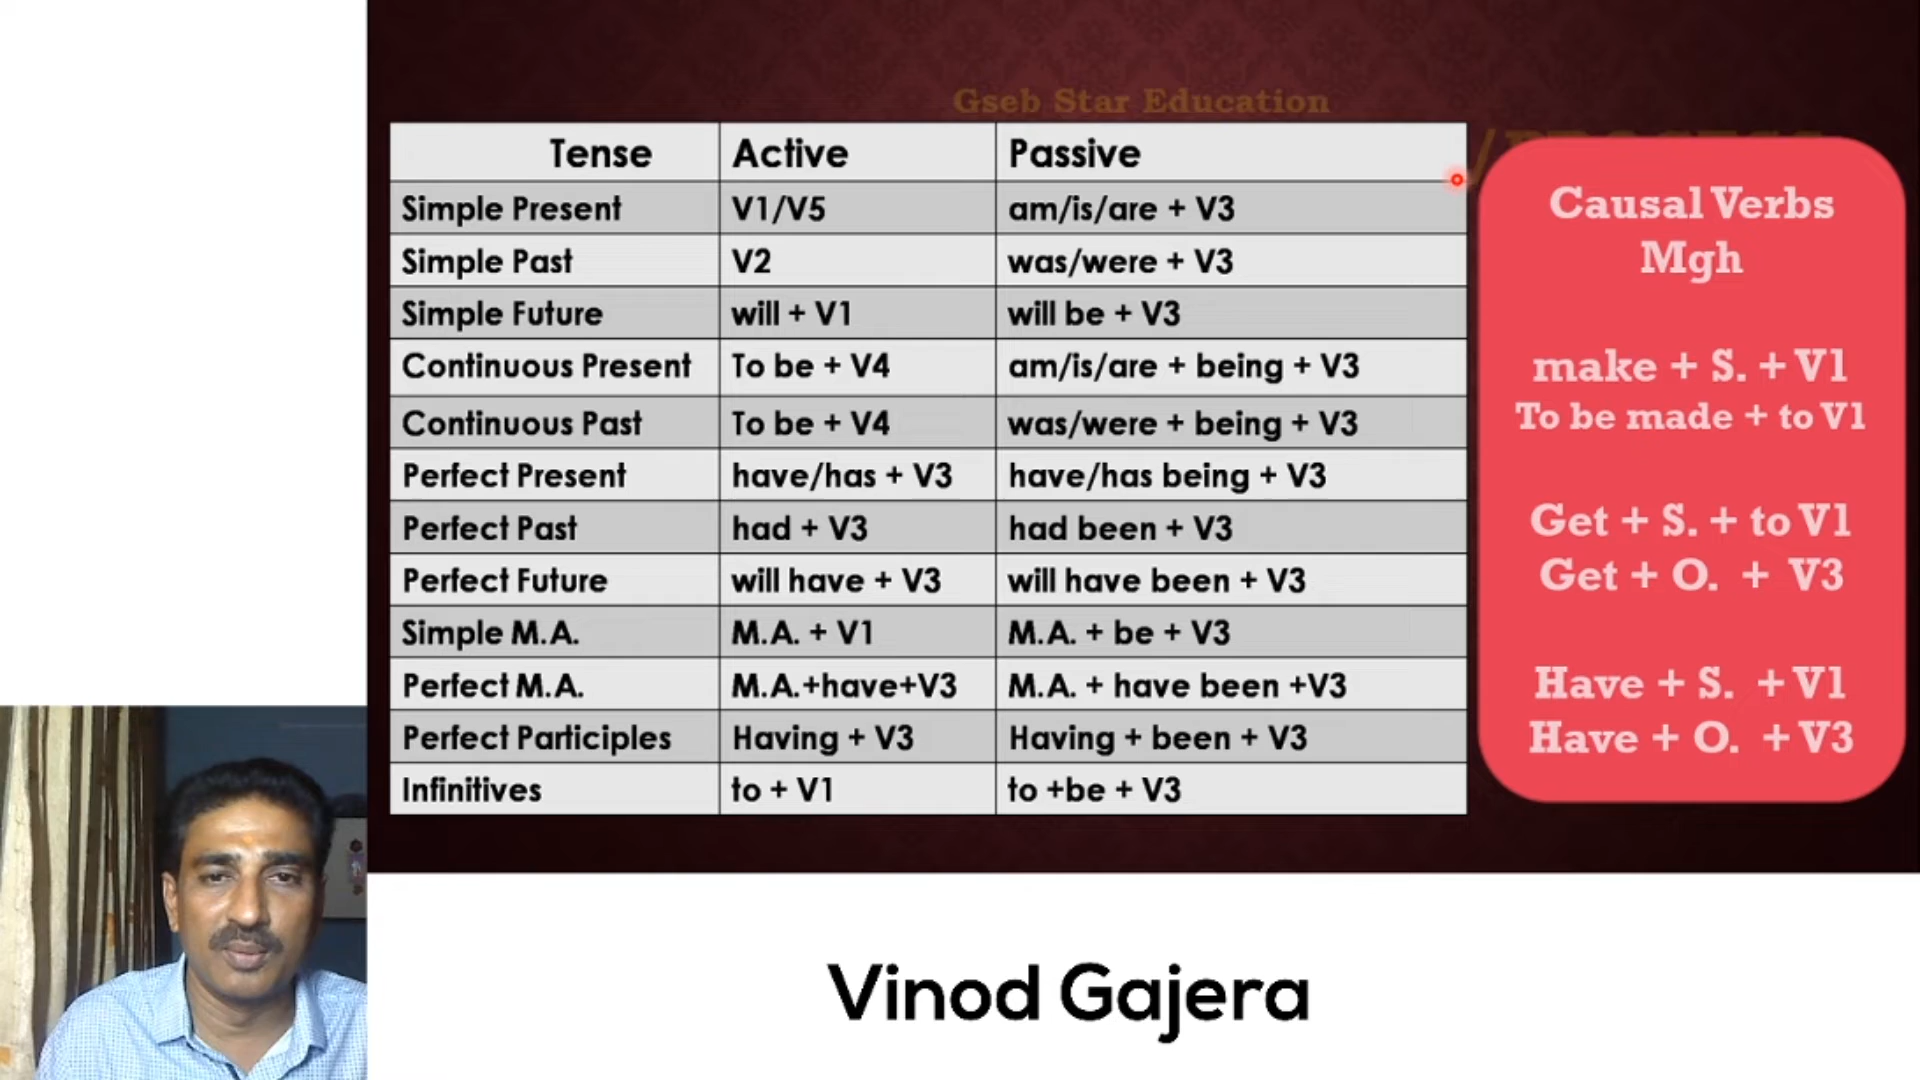 Gseb Star Education
Tense Active Passive
Simple Present V1/V5 am/is/are + V3
Simple Past V2 was/were + V3
Simple Future will + V1 will be + V3
Continuous Present To be + V4 am/is/are + being + V3
Continuous Past To be + V4 was/were + being + V3
Perfect Present have/has + V3 have/has being + V3
Perfect Past had + V3 had been + V3
Perfect Future will have + V3 will have been + V3
Simple M.A. M.A. + V1 M.A. + be + V3
Perfect M.A. M.A.+have+V3 M.A. + have been +V3
Perfect Participles Having + V3 Having + been + V3
Infinitives to + V1 to +be + V3
Causal Verbs
Mgh
make + S. + V1
To be made + to V1
Get + S. + to V1
Get + O. + V3
Have + S. + V1
Have + O. + V3
Vinod Gajera